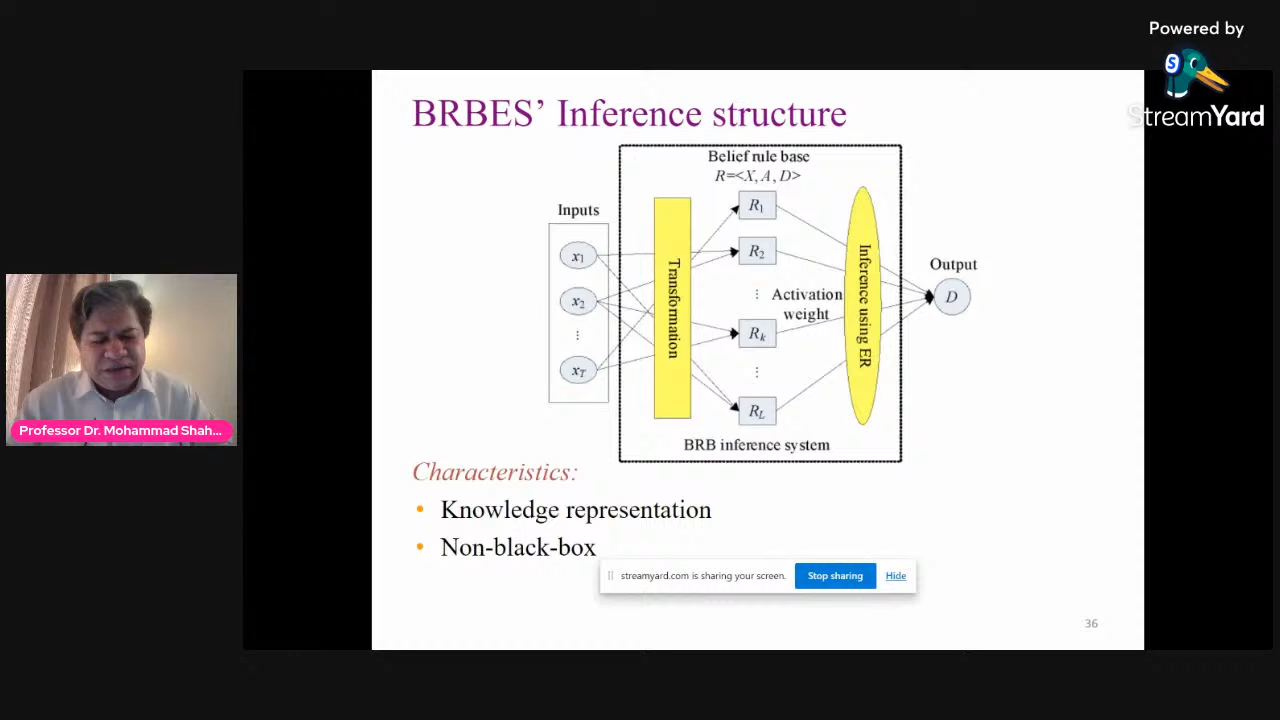 Powered by
S
StreamYard
BRBES’ Inference structure
Belief rule base
R=<X, A, D>
Inputs
x1
x2
⋮
xT
Transformation
R1
R2
⋮
Activation
weight
Rk
⋮
RL
Inference using ER
Output
D
BRB inference system
Professor Dr. Mohammad Shah...
Characteristics:
• Knowledge representation
• Non-black-box
streamyard.com is sharing your screen.
Stop sharing
Hide
36